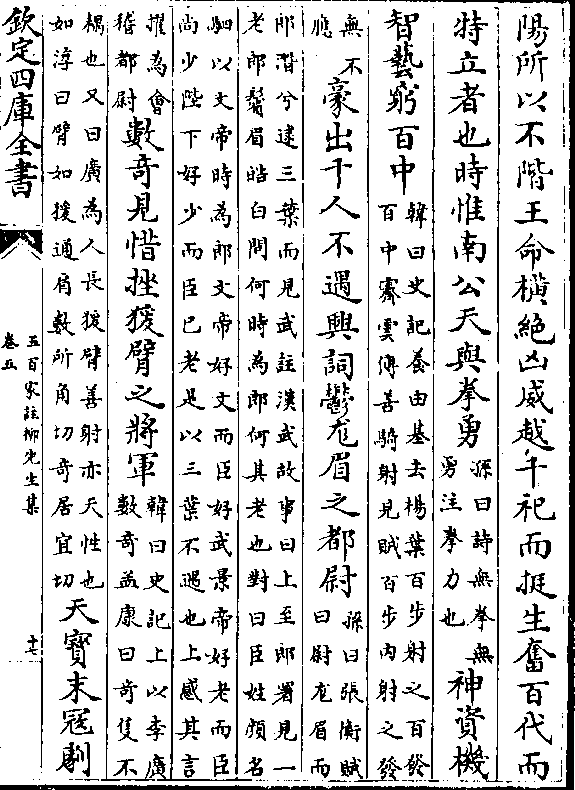 陽所以不階王命橫絕凶威越千祀而挺生奮百代而
特立者也時惟南公天與拳勇孫曰詩無拳無勇注拳力也神資機
智藝窮百中韓曰史記養由基去楊葉百步射之百發百中霽雲傳善騎射見賊百步內射之發
無不應豪出千人不遇興詞鬱尨眉之都尉孫曰張衡賦曰尉尨眉而
郎潛兮逮三葉而見武註漢武故事曰上至郎署見一
老郎鬢眉皓白問何時為郎何其老也對曰臣姓顔名
駟以文帝時為郎文帝好文而臣好武景帝好老而臣
尚少陛下好少而臣已老是以三葉不遇也上感其言
擢為會稽都尉數奇見惜挫猨臂之將軍韓曰史記上以李廣數奇孟康曰奇隻不
耦也又曰廣為人長猨臂善射亦天性也
如淳曰臂如猨通肩數所角切奇居宜切天寶末寇劇
欽定四庫全書
五百家註柳先生集
卷五
十七